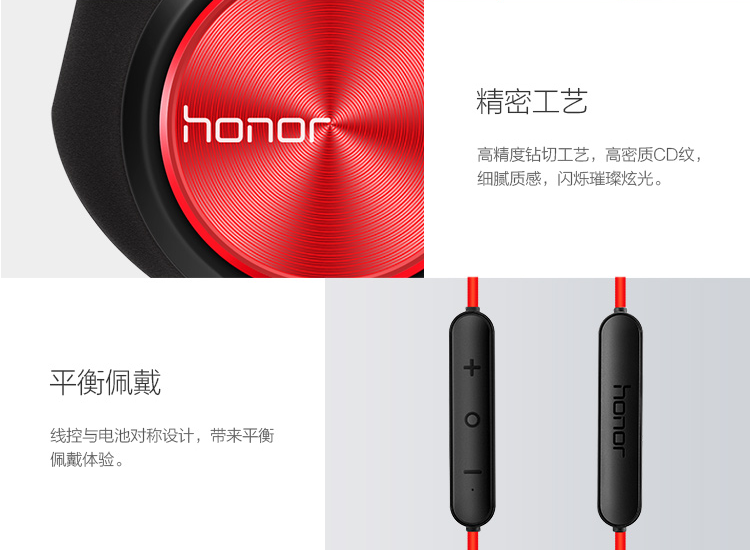 honor
精密工艺
高精度钻切工艺，高密质CD纹，
细腻质感，闪烁璀璨炫光。
平衡佩戴
线控与电池对称设计，带来平衡
佩戴体验。
honor